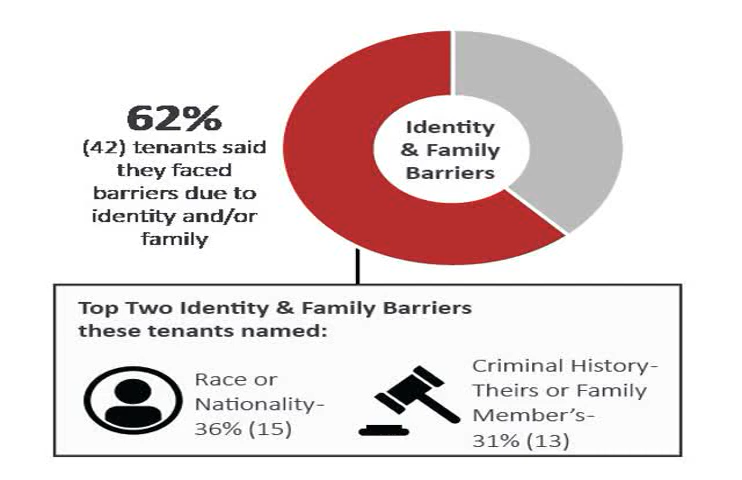 62%
(42) tenants said
they faced
barriers due to
identity and/or
family
Identity
& Family
Barriers
Top Two Identity & Family Barriers
these tenants named:
Race or
Nationality-
36% (15)
Criminal History-
Theirs or Family
Member's-
31% (13)